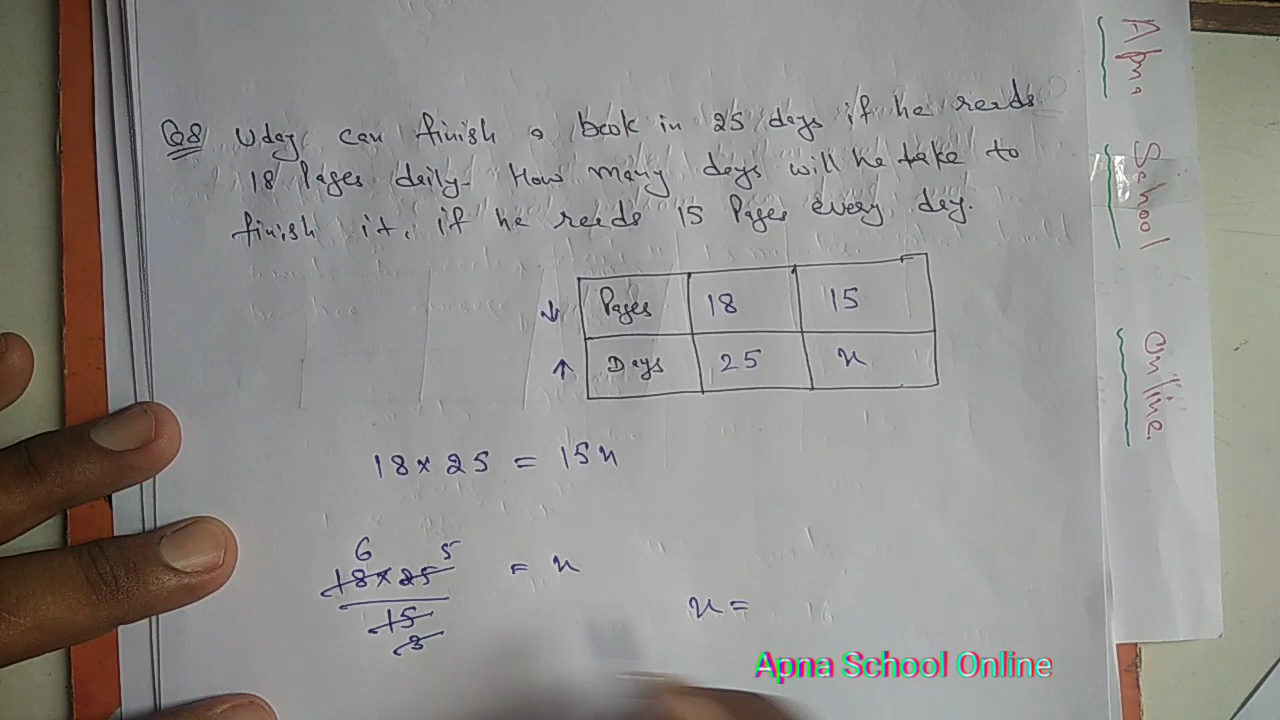 Q8 Uday can finish a book in 25 days if he reads
18 Pages daily. How many days will he take to
finish it, if he reads 15 Pages every day.
↓ Pages 18 15
↑ Days 25 x
18 × 25 = 15x
6 5
18 × 25 = x
15
3
x =
Apna School Online
Apna School Online.